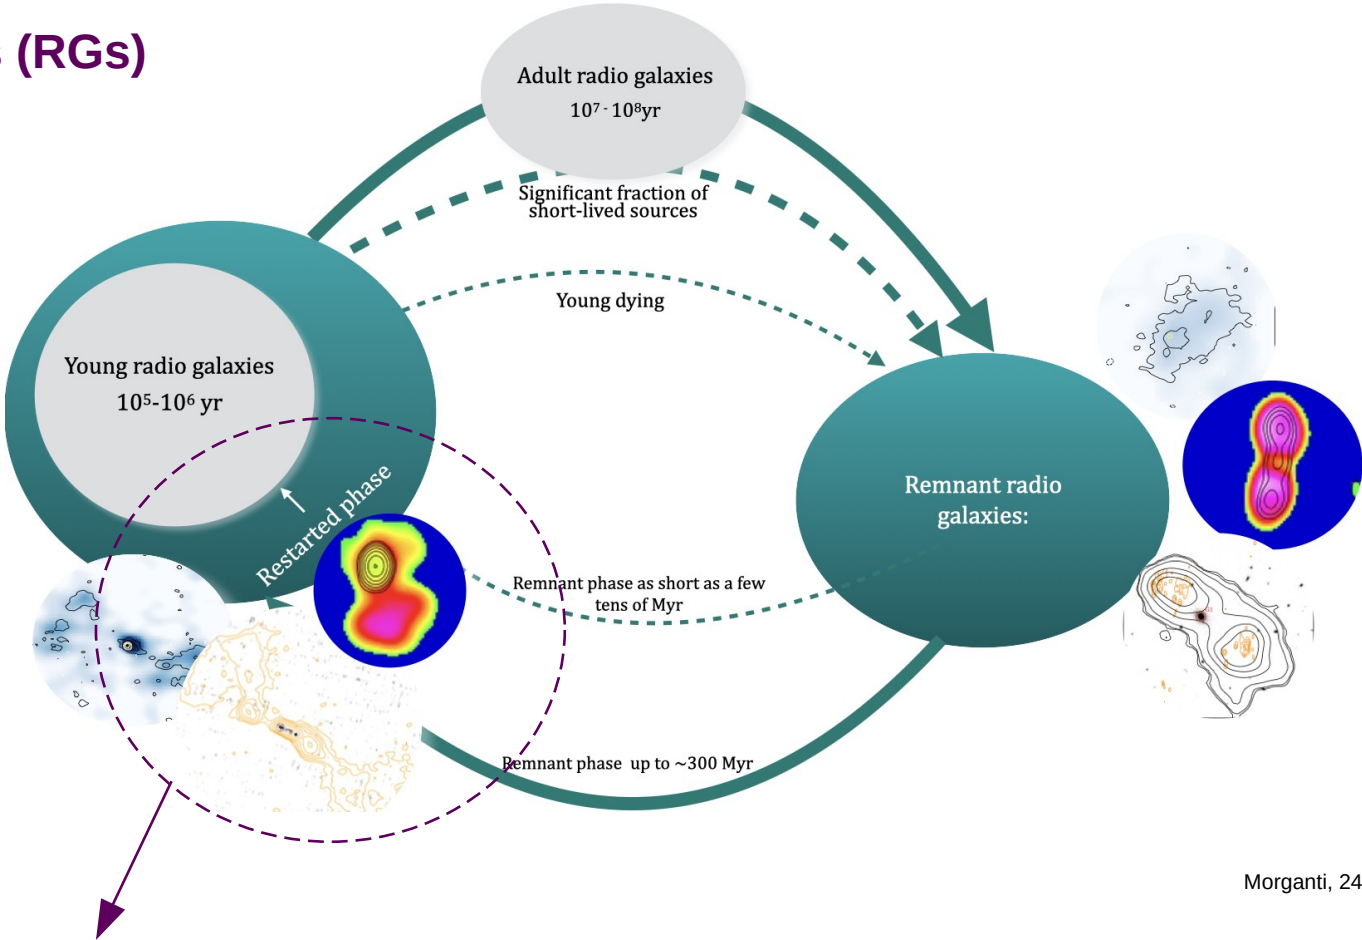 s (RGs)
Adult radio galaxies
10⁷ - 10⁸yr
Significant fraction of
short-lived sources
Young dying
Young radio galaxies
10⁵-10⁶ yr
Restarted phase
Remnant radio
galaxies:
Remnant phase as short as a few
tens of Myr
Remnant phase up to ~300 Myr
Morganti, 24